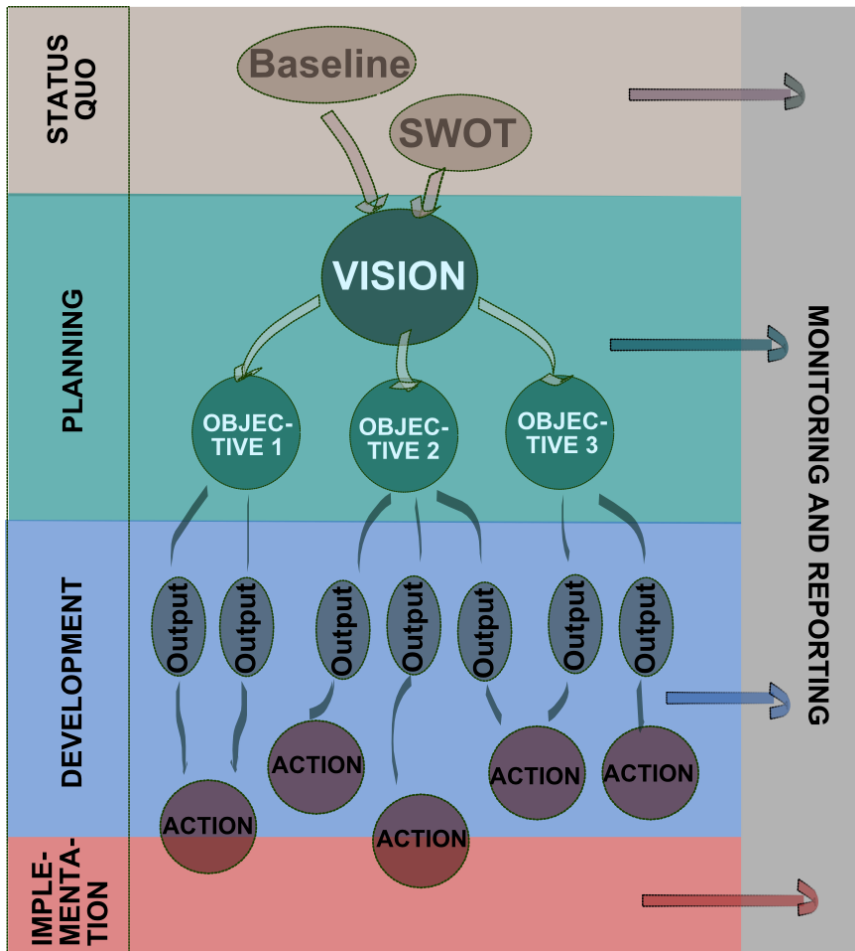 STATUS
QUO
Baseline
SWOT
PLANNING
VISION
OBJEC-
TIVE 1
OBJEC-
TIVE 2
OBJEC-
TIVE 3
DEVELOPMENT
Output
Output
Output
Output
Output
Output
Output
ACTION
ACTION
ACTION
ACTION
ACTION
IMPLE-
MENTA-
TION
MONITORING AND REPORTING